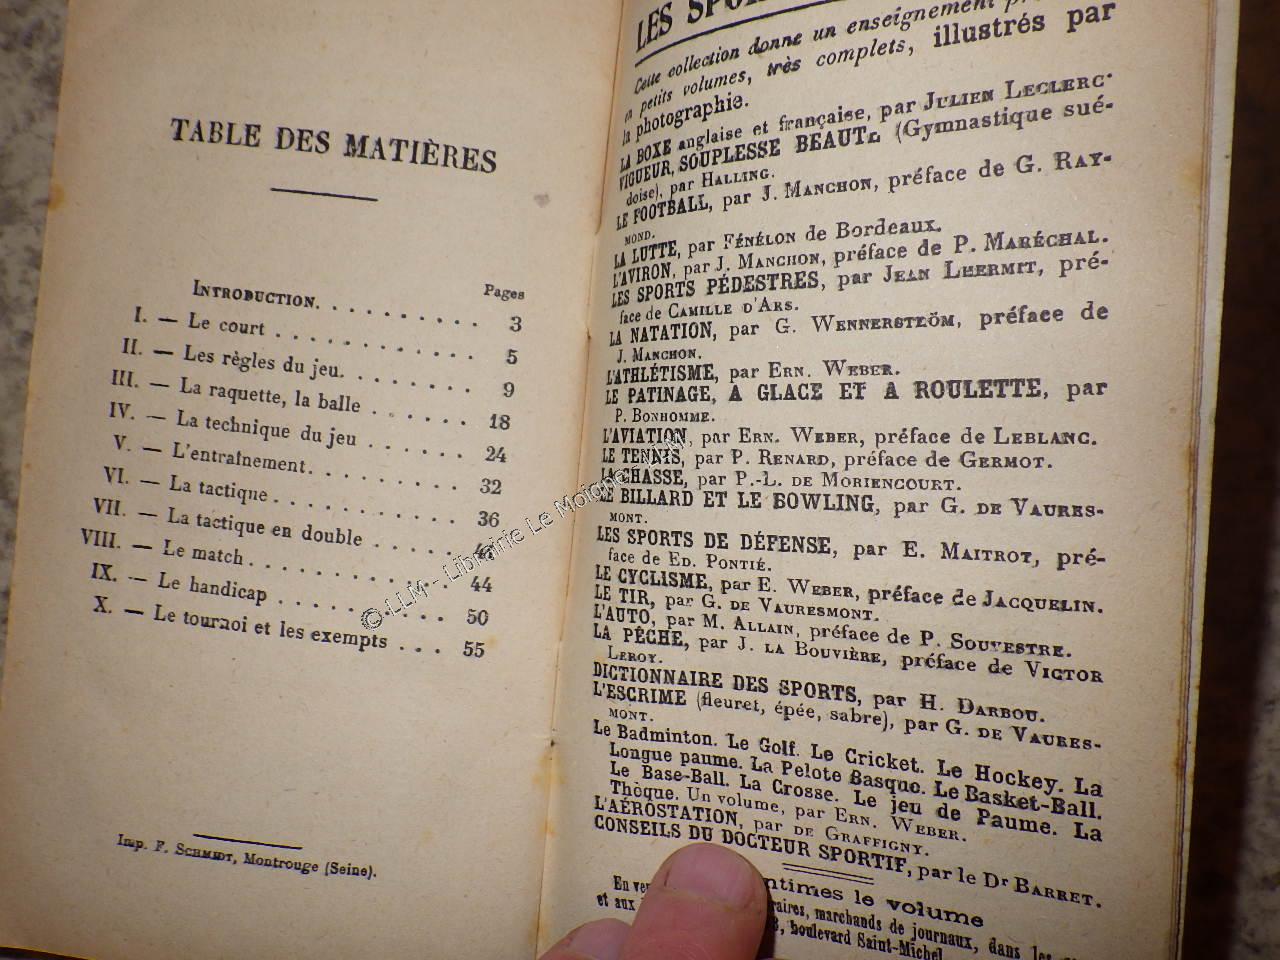 TABLE DES MATIÈRES
Pages
INTRODUCTION. . . . . . . . . . 3
I. — Le court . . . . . . . . . . . . 5
II. — Les règles du jeu. . . . . . . . 9
III. — La raquette, la balle . . . . . . 18
IV. — La technique du jeu . . . . . . 24
V. — L'entraînement. . . . . . . . . 32
VI. — La tactique . . . . . . . . . . . 36
VII. — La tactique en double . . . . .
VIII. — Le match . . . . . . . . . . . 44
IX. — Le handicap . . . . . . . . . . 50
X. — Le tournoi et les exempts . . . 55
Imp. F. SCHMIDT, Montrouge (Seine).
LES
Cette collection donne un enseignement
en petits volumes, très complets, illustrés par
la photographie.
LA BOXE anglaise et française, par JULIEN LECLERC.
VIGUEUR, SOUPLESSE BEAUTÉ (Gymnastique sué-
doise), par HALLING.
LE FOOTBALL, par J. MANCHON, préface de G. RAY-
MOND.
LA LUTTE, par FÉNÉLON de Bordeaux.
L'AVIRON, par J. MANCHON, préface de P. MARÉCHAL.
LES SPORTS PÉDESTRES, par JEAN LHERMIT, pré-
face de CAMILLE D'ARS.
LA NATATION, par G. WENNERSTRÖM, préface de
J. MANCHON.
L'ATHLÉTISME, par ERN. WEBER.
LE PATINAGE, A GLACE ET A ROULETTE, par
P. BONHOMME.
L'AVIATION, par ERN. WEBER, préface de LEBLANC.
LE TENNIS, par P. RENARD, préface de GERMOT.
LA CHASSE, par P.-L. DE MORIENCOURT.
LE BILLARD ET LE BOWLING, par G. DE VAURES-
MONT.
LES SPORTS DE DÉFENSE, par E. MAITROT, pré-
face de ED. PONTIÉ.
LE CYCLISME, par E. WEBER, préface de JACQUELIN.
LE TIR, par G. DE VAURESMONT.
L'AUTO, par M. ALLAIN, préface de P. SOUVESTRE.
LA PÊCHE, par J. LA BOUVIÈRE, préface de VICTOR
LEROY.
DICTIONNAIRE DES SPORTS, par H. DARBOU.
L'ESCRIME (fleuret, épée, sabre), par G. DE VAURES-
MONT.
Le Badminton. Le Golf. Le Cricket. Le Hockey. La
Longue paume. La Pelote Basque. Le Basket-Ball.
Le Base-Ball. La Crosse. Le jeu de Paume. La
Thèque. Un volume, par ERN. WEBER.
L'AÉROSTATION, par DE GRAFFIGNY.
CONSEILS DU DOCTEUR SPORTIF, par le Dr BARRET.
le volume
En
marchands de journaux, dans les
et aux
boulevard Saint-Michel
© LLM - Librairie Le Moigne